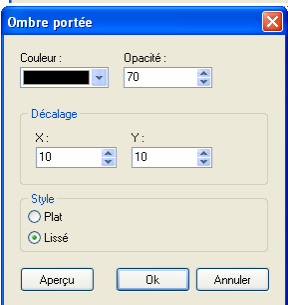 Ombre portée
Couleur : Opacité :
70
Décalage
X : Y :
10 10
Style
Plat
Lissé
Aperçu Ok Annuler